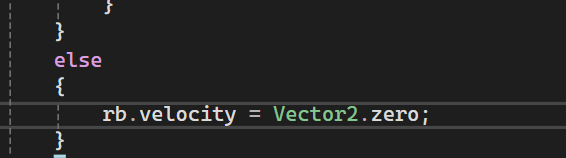 }
}
else
{
rb.velocity = Vector2.zero;
}